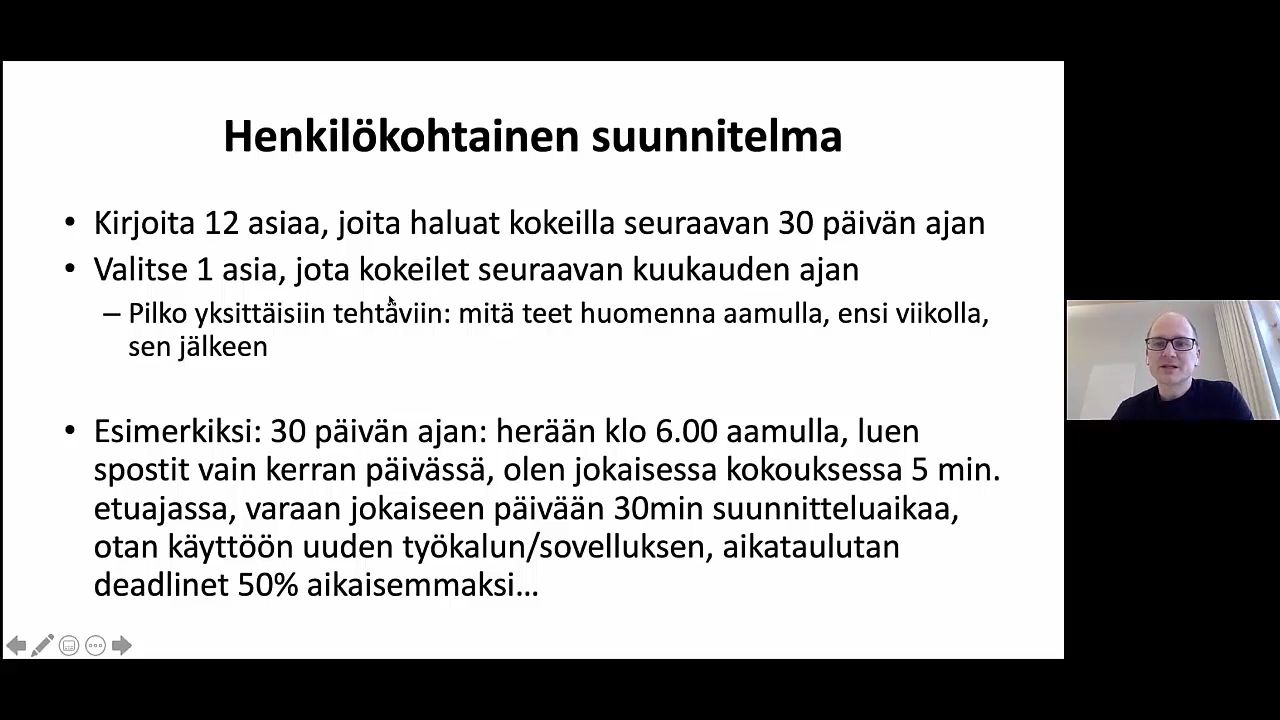 Henkilökohtainen suunnitelma
• Kirjoita 12 asiaa, joita haluat kokeilla seuraavan 30 päivän ajan
• Valitse 1 asia, jota kokeilet seuraavan kuukauden ajan
– Pilko yksittäisiin tehtäviin: mitä teet huomenna aamulla, ensi viikolla,
sen jälkeen
• Esimerkiksi: 30 päivän ajan: herään klo 6.00 aamulla, luen
spostit vain kerran päivässä, olen jokaisessa kokouksessa 5 min.
etuajassa, varaan jokaiseen päivään 30min suunnitteluaikaa,
otan käyttöön uuden työkalun/sovelluksen, aikataulutan
deadlinet 50% aikaisemmaksi...